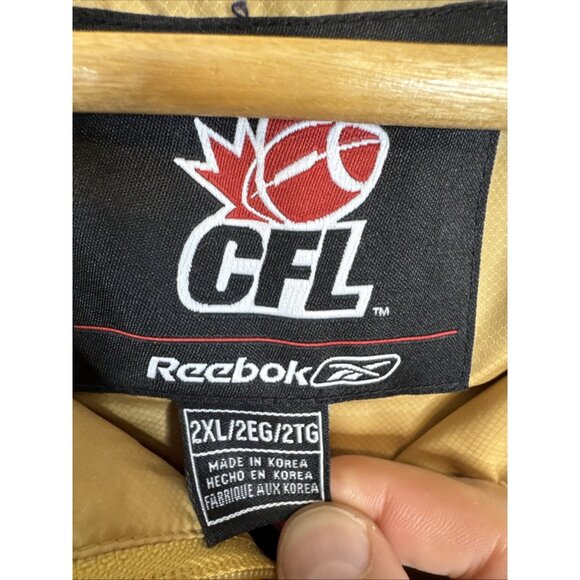 CFL
TM
Reebok
2XL/2EG/2TG
MADE IN KOREA
HECHO EN KOREA
FABRIQUE AUX KOREA